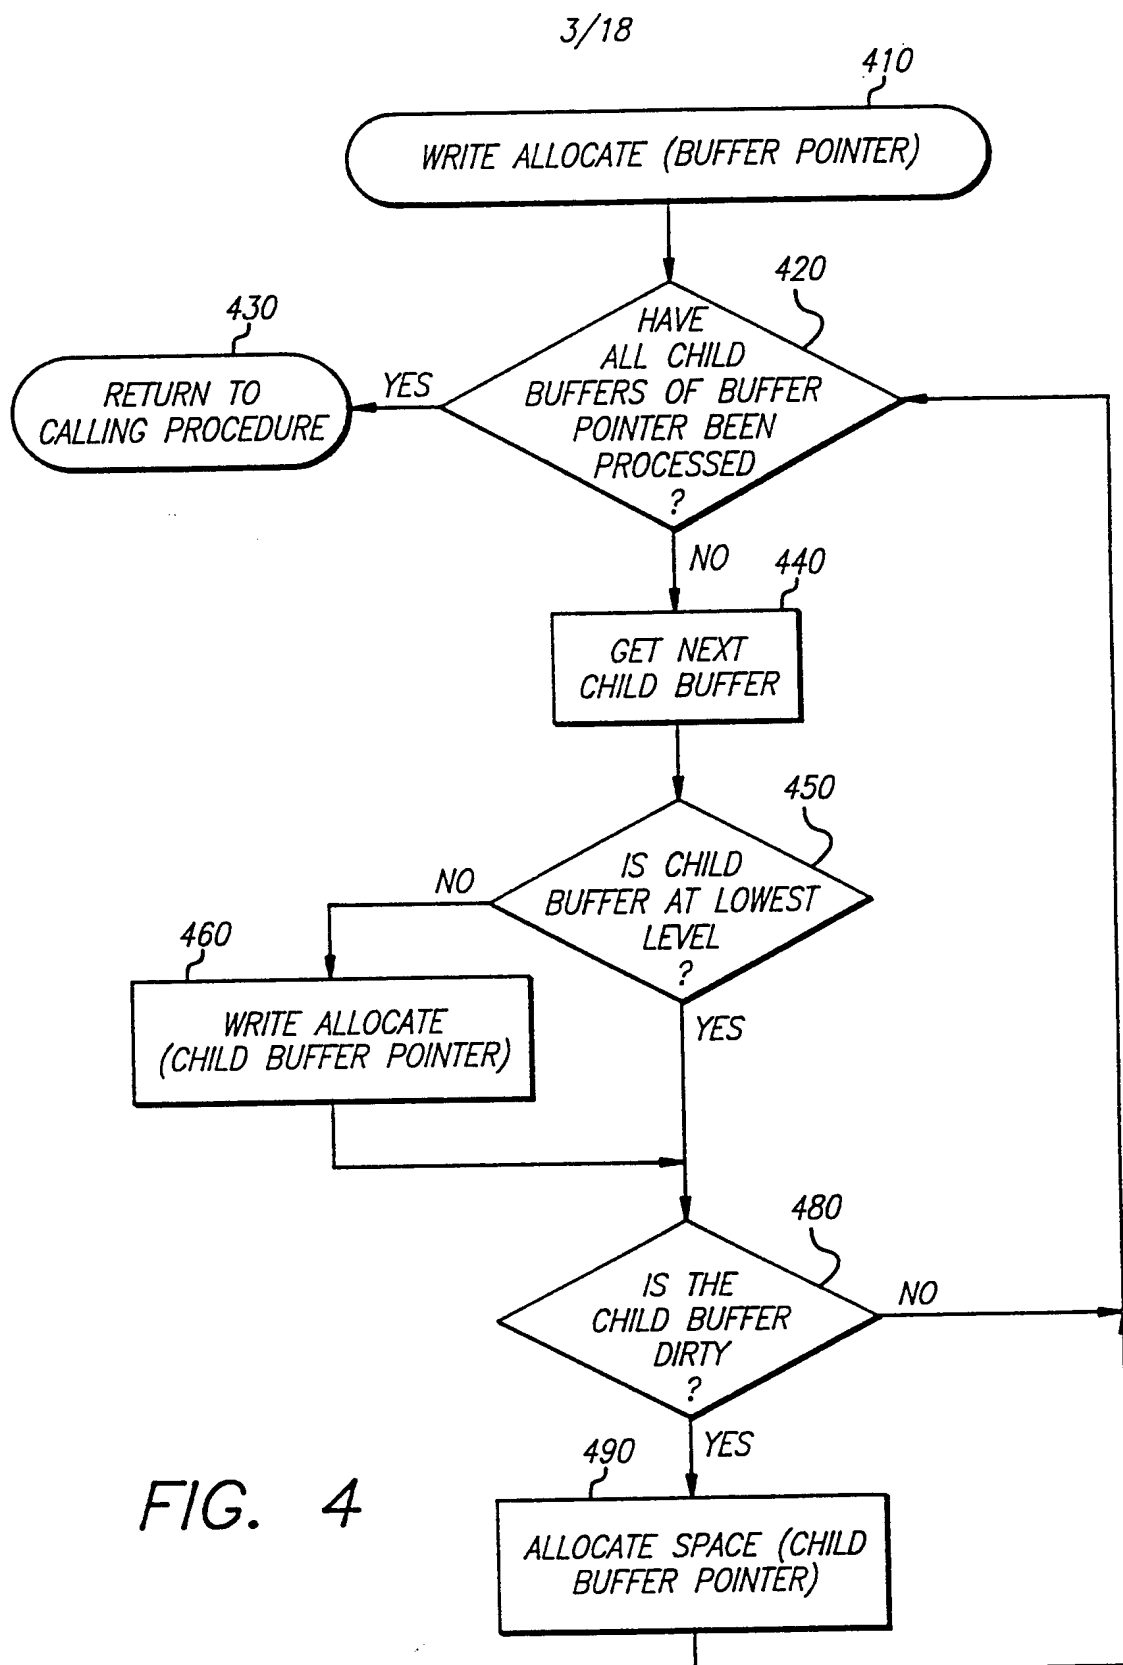 3/18
410
WRITE ALLOCATE (BUFFER POINTER)
420
HAVE
ALL CHILD
BUFFERS OF BUFFER
POINTER BEEN
PROCESSED
?
430
RETURN TO
CALLING PROCEDURE
YES
NO
440
GET NEXT
CHILD BUFFER
450
IS CHILD
BUFFER AT LOWEST
LEVEL
?
NO
460
WRITE ALLOCATE
(CHILD BUFFER POINTER)
YES
480
IS THE
CHILD BUFFER
DIRTY
?
NO
YES
490
ALLOCATE SPACE (CHILD
BUFFER POINTER)
FIG. 4